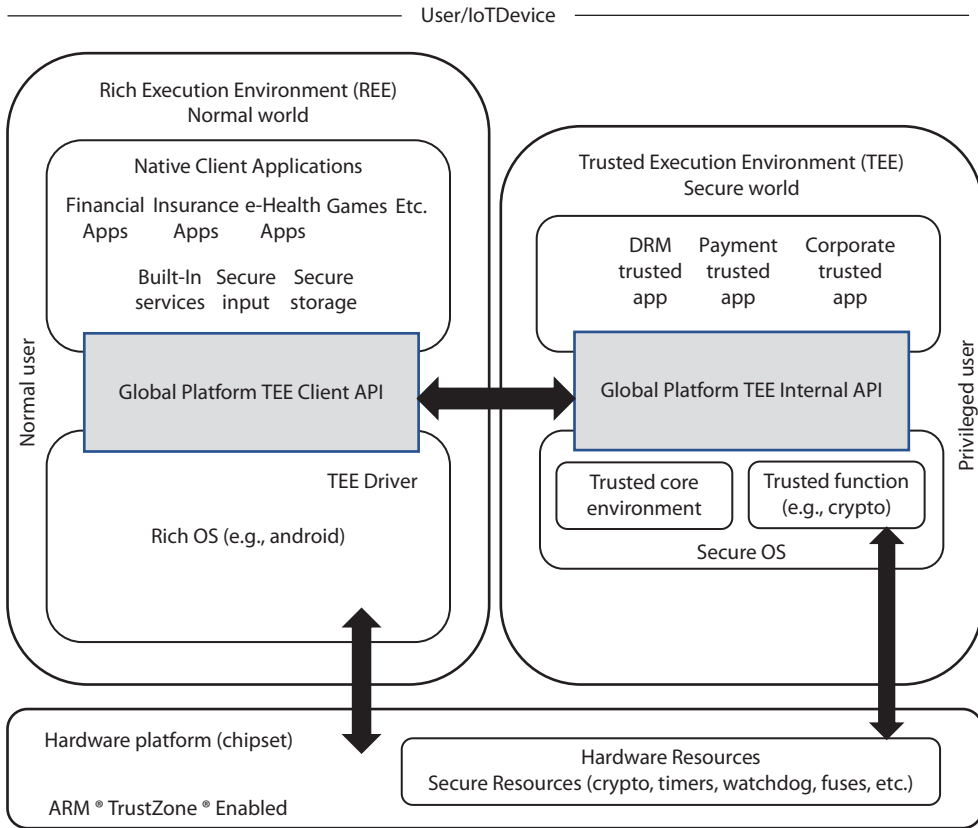 User/IoTDevice
Rich Execution Environment (REE)
Normal world
Native Client Applications
Financial Insurance e-Health Games Etc.
Apps Apps Apps
Built-In Secure Secure
services input storage
Global Platform TEE Client API
TEE Driver
Rich OS (e.g., android)
Normal user
Trusted Execution Environment (TEE)
Secure world
DRM Payment Corporate
trusted trusted trusted
app app app
Global Platform TEE Internal API
Trusted core
environment
Trusted function
(e.g., crypto)
Secure OS
Privileged user
Hardware platform (chipset)
ARM ® TrustZone ® Enabled
Hardware Resources
Secure Resources (crypto, timers, watchdog, fuses, etc.)